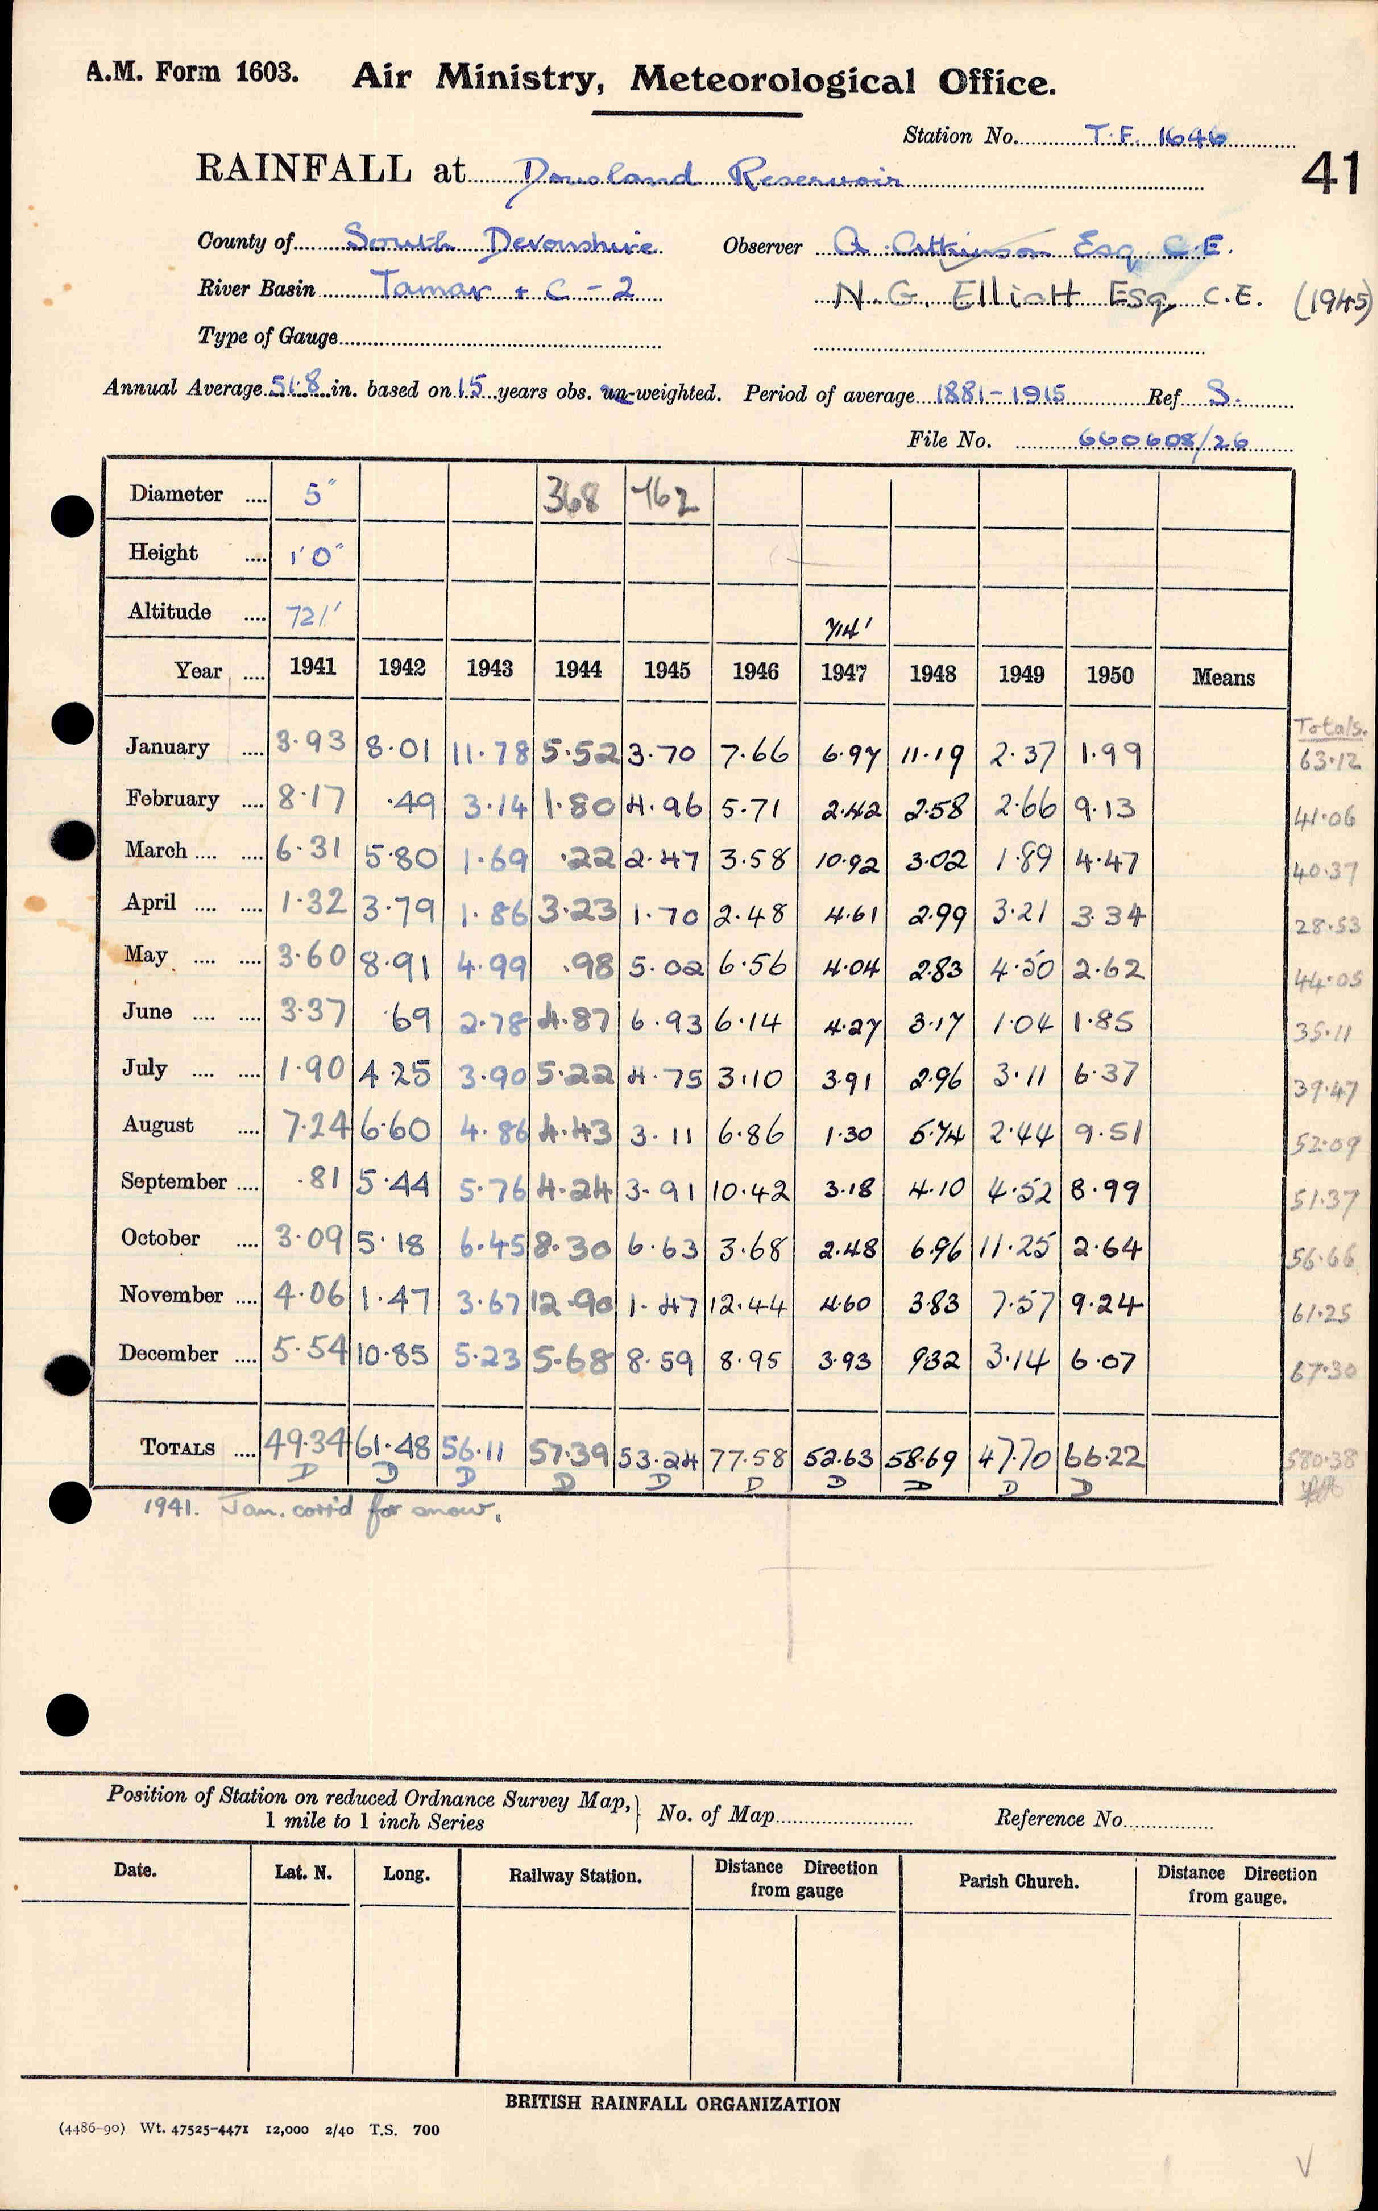 A.M. Form 1603. Air Ministry, Meteorological Office.
Station No. T.F. 1646
RAINFALL at Dousland Reservoir 41
County of South Devonshire Observer A. Atkinson Esq C.E.
River Basin Tamar + C - 2 N.G. Elliott Esq C.E. (1945)
Type of Gauge
Annual Average 51.8 in. based on 15 years obs. un-weighted. Period of average 1881-1915 Ref S.
File No. 660608/26
Diameter .... 5" 368 762
Height .... 1'0"
Altitude .... 721' 714'
Year .... 1941 1942 1943 1944 1945 1946 1947 1948 1949 1950 Means
Totals.
January .... 3.93 8.01 11.78 5.52 3.70 7.66 6.97 11.19 2.37 1.99 63.12
February .... 8.17 .49 3.14 1.80 4.96 5.71 2.42 2.58 2.66 9.13 41.06
March .... .... 6.31 5.80 1.69 .22 2.47 3.58 10.92 3.02 1.89 4.47 40.37
April .... .... 1.32 3.79 1.86 3.23 1.70 2.48 4.61 2.99 3.21 3.34 28.53
May .... .... 3.60 8.91 4.99 .98 5.02 6.56 4.04 2.83 4.50 2.62 44.05
June .... .... 3.37 .69 2.78 4.87 6.93 6.14 4.27 3.17 1.04 1.85 35.11
July .... .... 1.90 4.25 3.90 5.22 4.75 3.10 3.91 2.96 3.11 6.37 39.47
August .... 7.24 6.60 4.86 4.43 3.11 6.86 1.30 5.74 2.44 9.51 52.09
September .... .81 5.44 5.76 4.24 3.91 10.42 3.18 4.10 4.52 8.99 51.37
October .... 3.09 5.18 6.45 8.30 6.63 3.68 2.48 6.96 11.25 2.64 56.66
November .... 4.06 1.47 3.67 12.90 1.47 12.44 4.60 3.83 7.57 9.24 61.25
December .... 5.54 10.85 5.23 5.68 8.59 8.95 3.93 932 3.14 6.07 67.30
TOTALS .... 49.34 61.48 56.11 57.39 53.24 77.58 52.63 58.69 47.70 66.22 580.38
D D D D D D D D D D
1941. Jan. corr'd for snow.
Position of Station on reduced Ordnance Survey Map, 1 mile to 1 inch Series } No. of Map Reference No.
Date. Lat. N. Long. Railway Station. Distance Direction from gauge Parish Church. Distance Direction from gauge.
BRITISH RAINFALL ORGANIZATION
(4486-90) Wt. 47525-4471 12,000 2/40 T.S. 700